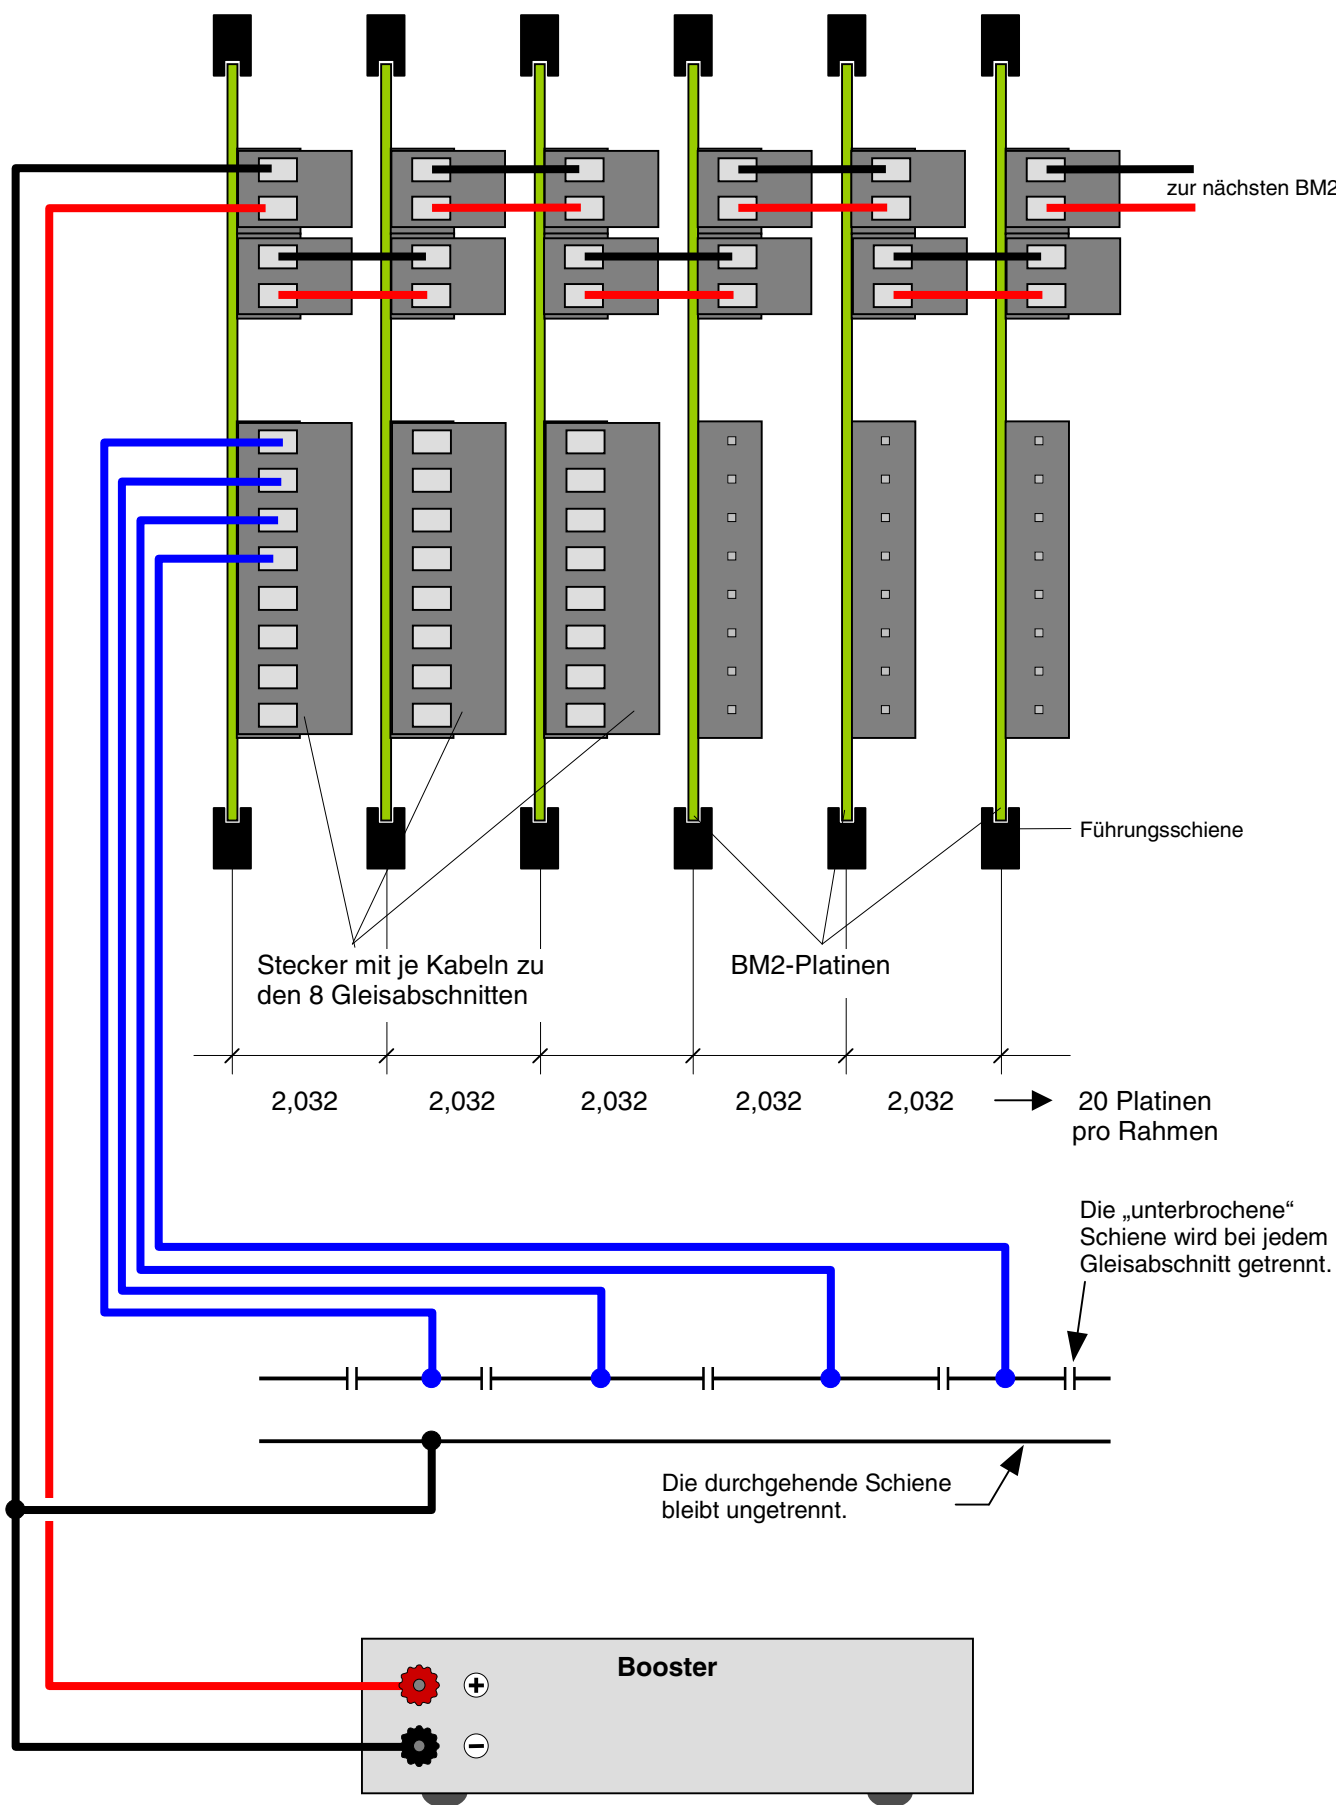 zur nächsten BM2
Führungsschiene
Stecker mit je Kabeln zu
den 8 Gleisabschnitten
BM2-Platinen
2,032 2,032 2,032 2,032 2,032
20 Platinen
pro Rahmen
Die „unterbrochene“
Schiene wird bei jedem
Gleisabschnitt getrennt.
Die durchgehende Schiene
bleibt ungetrennt.
Booster
+
−